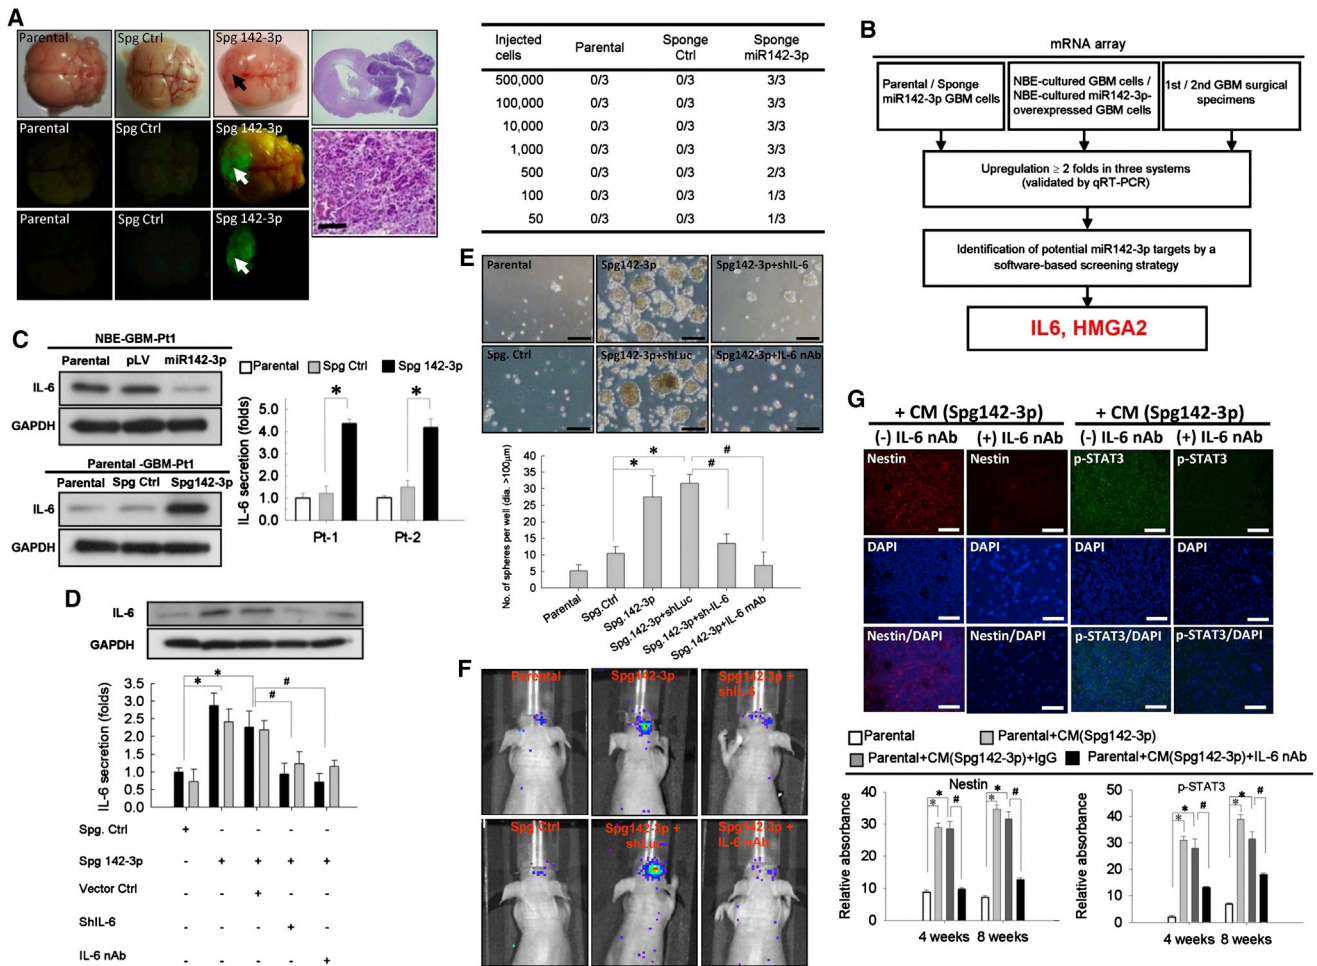 A
Parental
Spg Ctrl
Spg 142-3p
Parental
Spg Ctrl
Spg 142-3p
Parental
Spg Ctrl
Spg 142-3p
Injected cells Parental Sponge Ctrl Sponge miR142-3p
500,000 0/3 0/3 3/3
100,000 0/3 0/3 3/3
10,000 0/3 0/3 3/3
1,000 0/3 0/3 3/3
500 0/3 0/3 2/3
100 0/3 0/3 1/3
50 0/3 0/3 1/3
B
mRNA array
Parental / Sponge
miR142-3p GBM cells
NBE-cultured GBM cells /
NBE-cultured miR142-3p-
overexpressed GBM cells
1st / 2nd GBM surgical
specimens
Upregulation ≥ 2 folds in three systems
(validated by qRT-PCR)
Identification of potential miR142-3p targets by a
software-based screening strategy
IL6, HMGA2
C
NBE-GBM-Pt1
Parental pLV miR142-3p
IL-6
GAPDH
Parental -GBM-Pt1
Parental Spg Ctrl Spg142-3p
IL-6
GAPDH
Parental Spg Ctrl Spg 142-3p
IL-6 secretion (folds)
5.0
4.0
3.0
2.0
1.0
0.0
* *
Pt-1 Pt-2
D
IL-6
GAPDH
IL-6 secretion (folds)
3.5
3.0
2.5
2.0
1.5
1.0
0.5
0.0
* * # #
Spg. Ctrl + - - - -
Spg 142-3p - + + + +
Vector Ctrl - - + - -
ShIL-6 - - - + -
IL-6 nAb - - - - +
E
Parental
Spg142-3p
Spg142-3p+shIL-6
Spg. Ctrl
Spg142-3p+shLuc
Spg142-3p+IL-6 nAb
No. of spheres per well (dia. >100μm)
40
35
30
25
20
15
10
5
0
* * # #
Parental
Spg.Ctrl
Spg.142-3p
Spg.142-3p+shLuc
Spg.142-3p+sh-IL-6
Spg.142-3p+IL-6 mAb
F
Parental
Spg142-3p
Spg142-3p +
shIL-6
Spg Ctrl
Spg142-3p +
shLuc
Spg142-3p +
IL-6 nAb
G
+ CM (Spg142-3p) + CM (Spg142-3p)
(-) IL-6 nAb (+) IL-6 nAb (-) IL-6 nAb (+) IL-6 nAb
Nestin Nestin p-STAT3 p-STAT3
DAPI DAPI DAPI DAPI
Nestin/DAPI Nestin/DAPI p-STAT3/DAPI p-STAT3/DAPI
Parental Parental+CM(Spg142-3p)
Parental+CM(Spg142-3p)+IgG Parental+CM(Spg142-3p)+IL-6 nAb
Nestin
Relative absorbance
40
30
20
10
0
* * # * * #
4 weeks 8 weeks
p-STAT3
Relative absorbance
50
40
30
20
10
0
* * # * * #
4 weeks 8 weeks